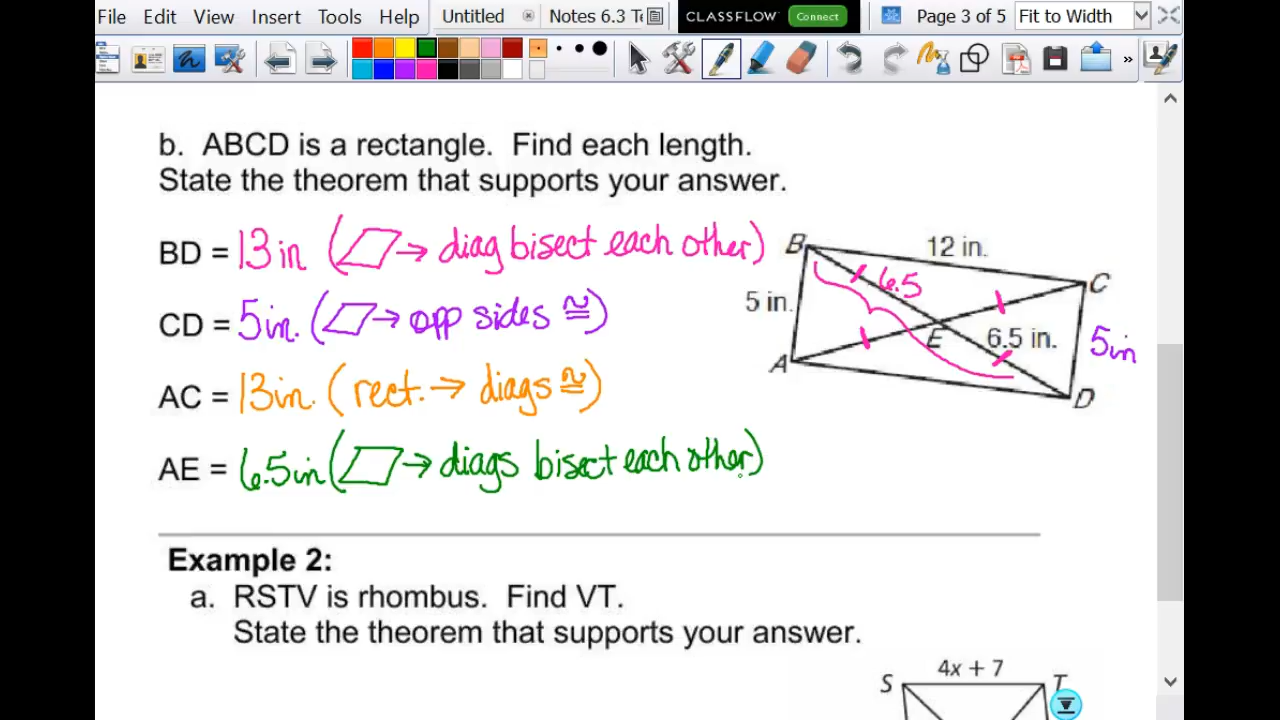 File Edit View Insert Tools Help Untitled Notes 6.3 Te CLASSFLOW Connect Page 3 of 5 Fit to Width
b. ABCD is a rectangle. Find each length.
State the theorem that supports your answer.
BD = 13 in (▱ → diag bisect each other)
CD = 5 in. (▱ → opp sides ≅)
AC = 13 in. (rect. → diags ≅)
AE = 6.5 in (▱ → diags bisect each other)
B 12 in. C
6.5
5 in. E 6.5 in. 5 in
A D
Example 2:
a. RSTV is rhombus. Find VT.
State the theorem that supports your answer.
4x + 7
S T